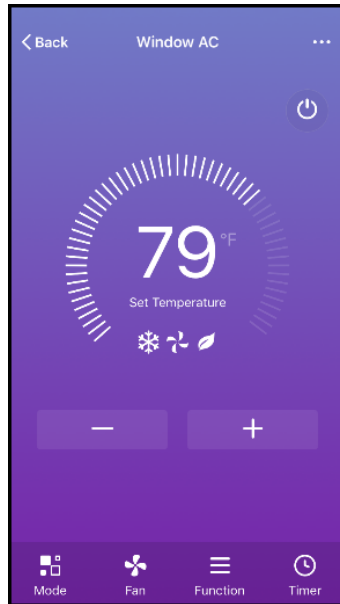 Back
Window AC
79
°F
Set Temperature
Mode
Fan
Function
Timer